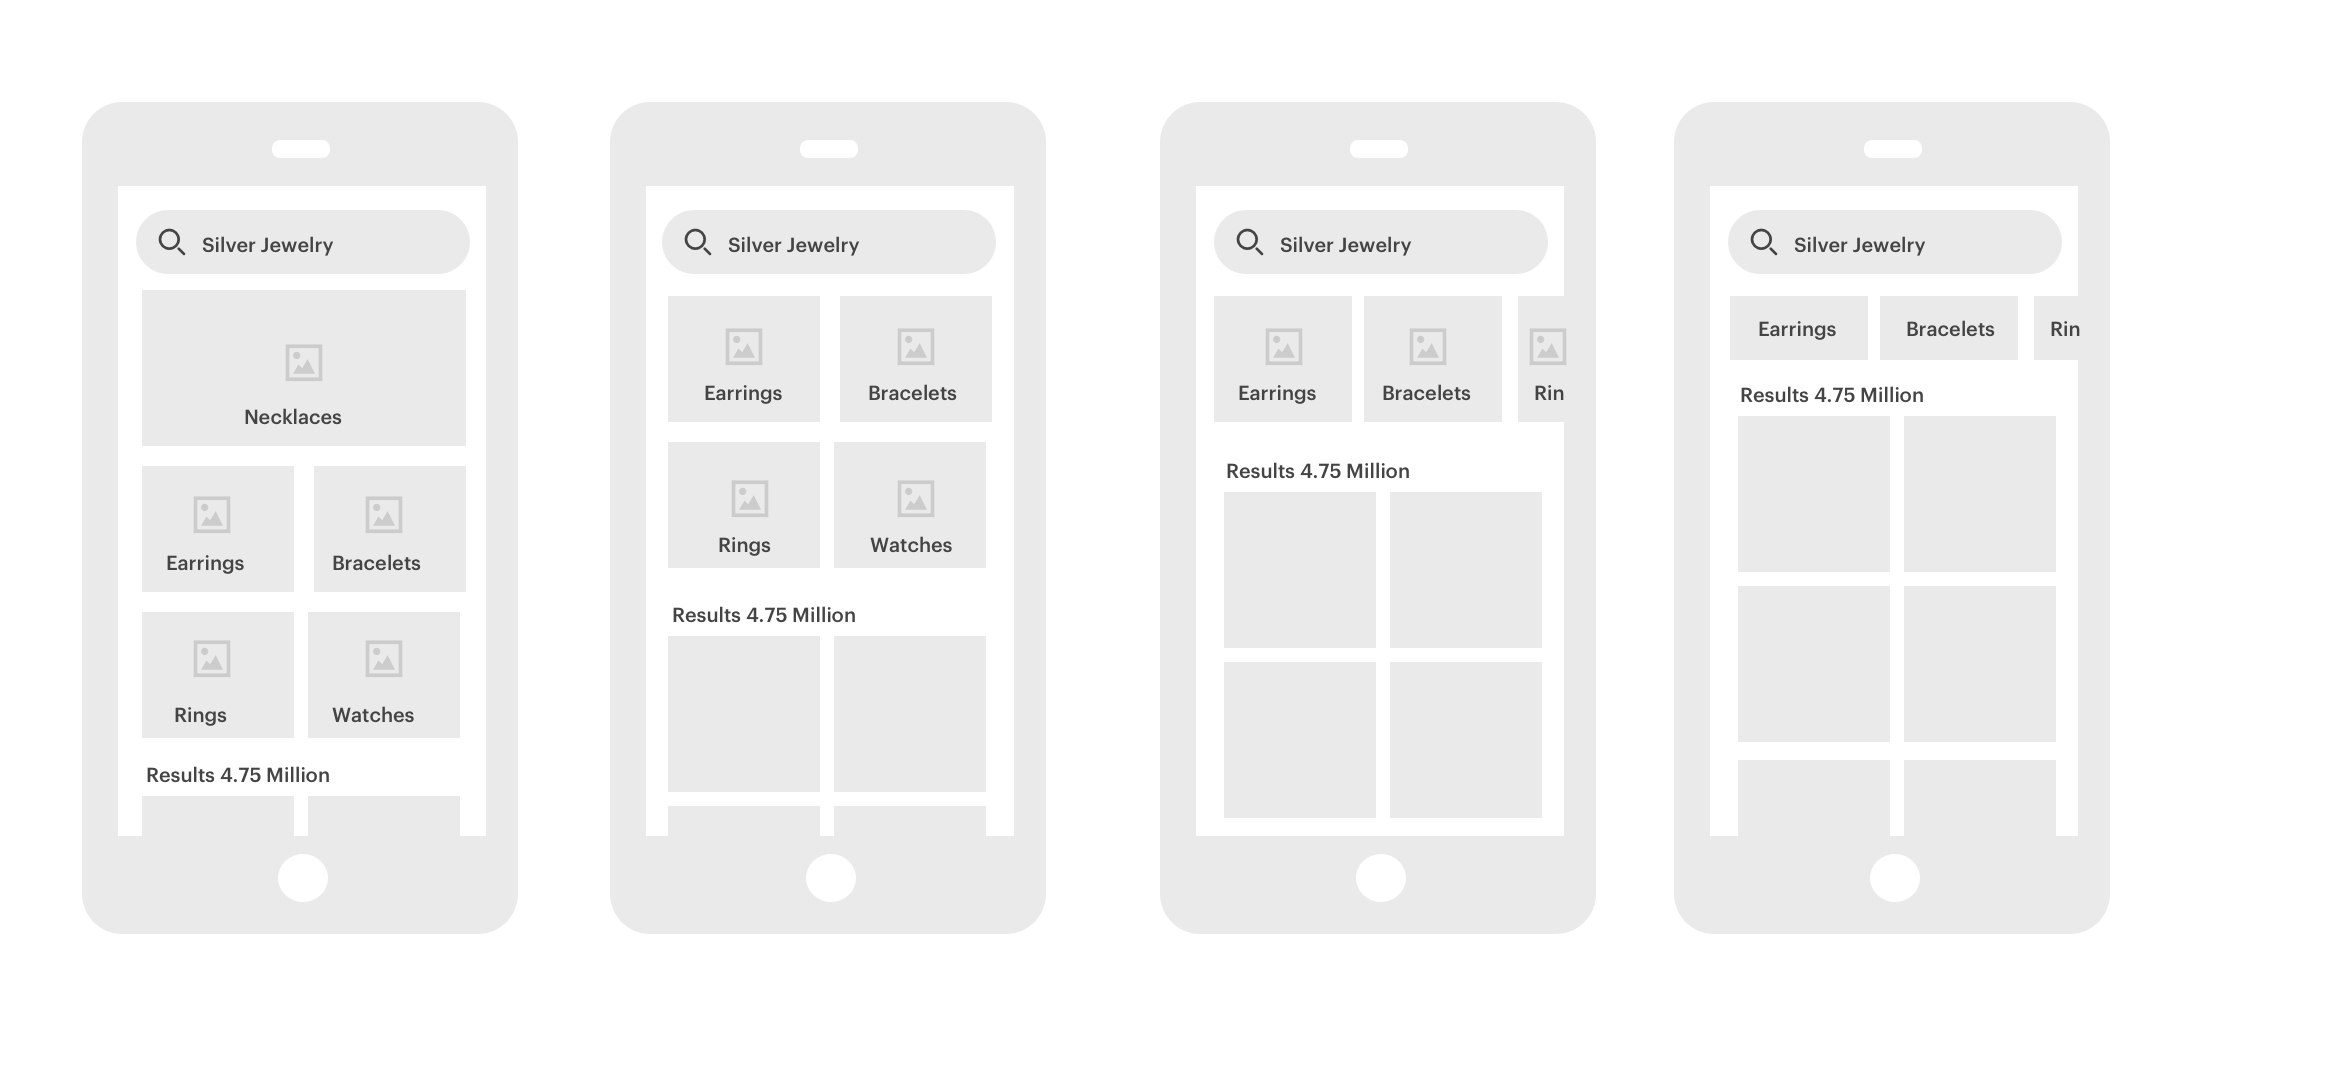 Silver Jewelry
Necklaces
Earrings
Bracelets
Rings
Watches
Results 4.75 Million
Silver Jewelry
Earrings
Bracelets
Rings
Watches
Results 4.75 Million
Silver Jewelry
Earrings
Bracelets
Rin
Results 4.75 Million
Silver Jewelry
Earrings
Bracelets
Rin
Results 4.75 Million